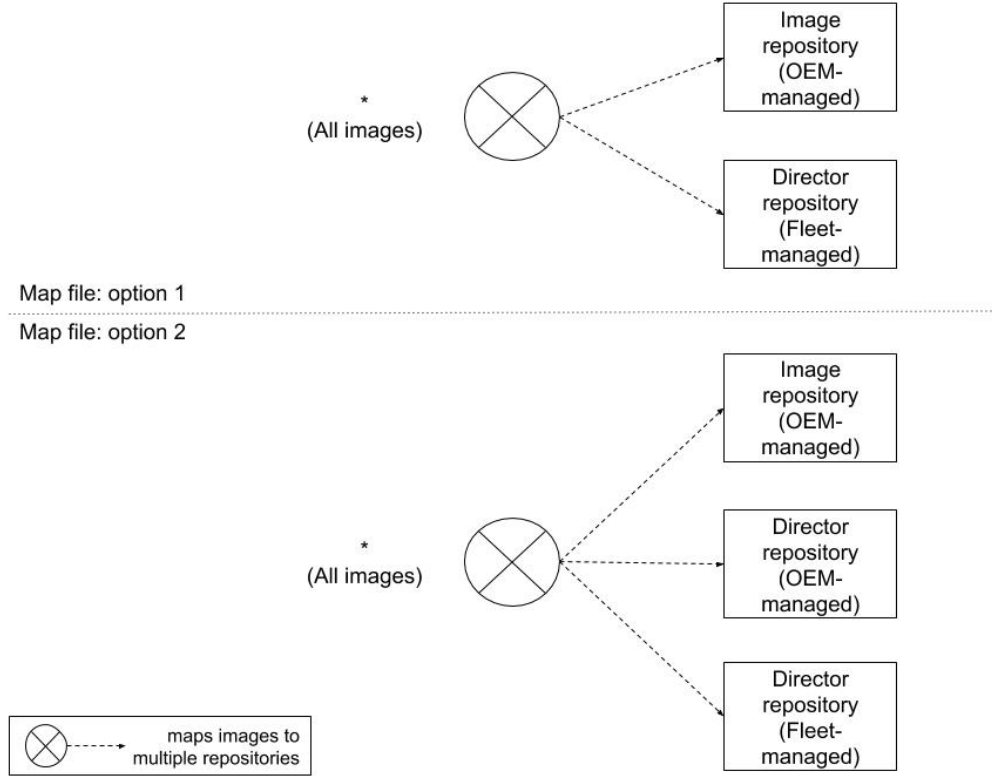 Image
repository
(OEM-
managed)
*
(All images)
Director
repository
(Fleet-
managed)
Map file: option 1
Map file: option 2
Image
repository
(OEM-
managed)
*
(All images)
Director
repository
(OEM-
managed)
Director
repository
(Fleet-
managed)
maps images to
multiple repositories